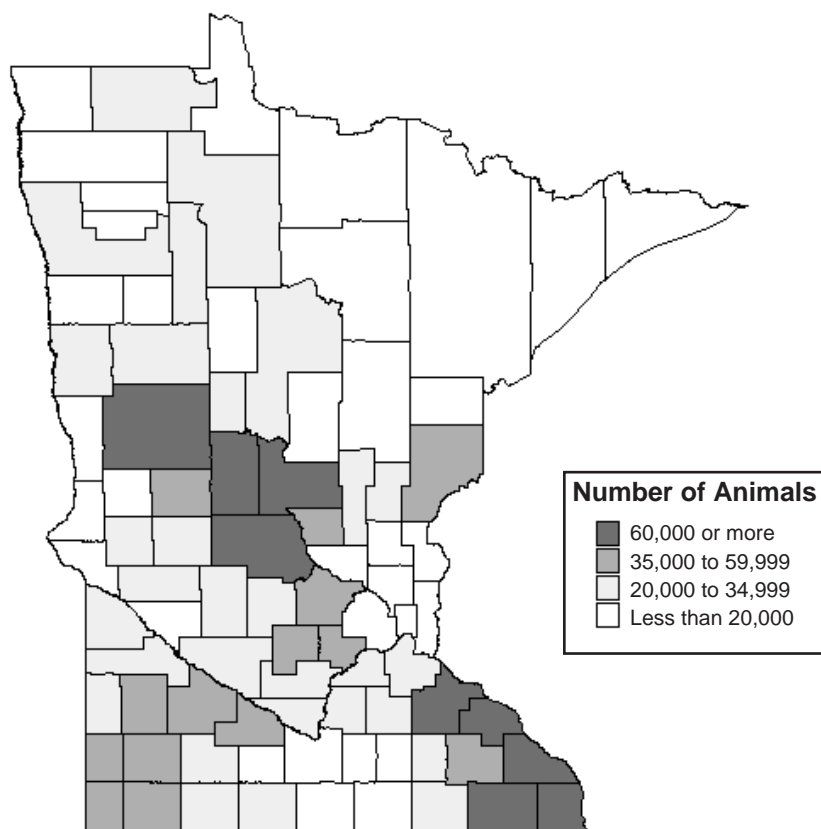 Number of Animals
60,000 or more
35,000 to 59,999
20,000 to 34,999
Less than 20,000